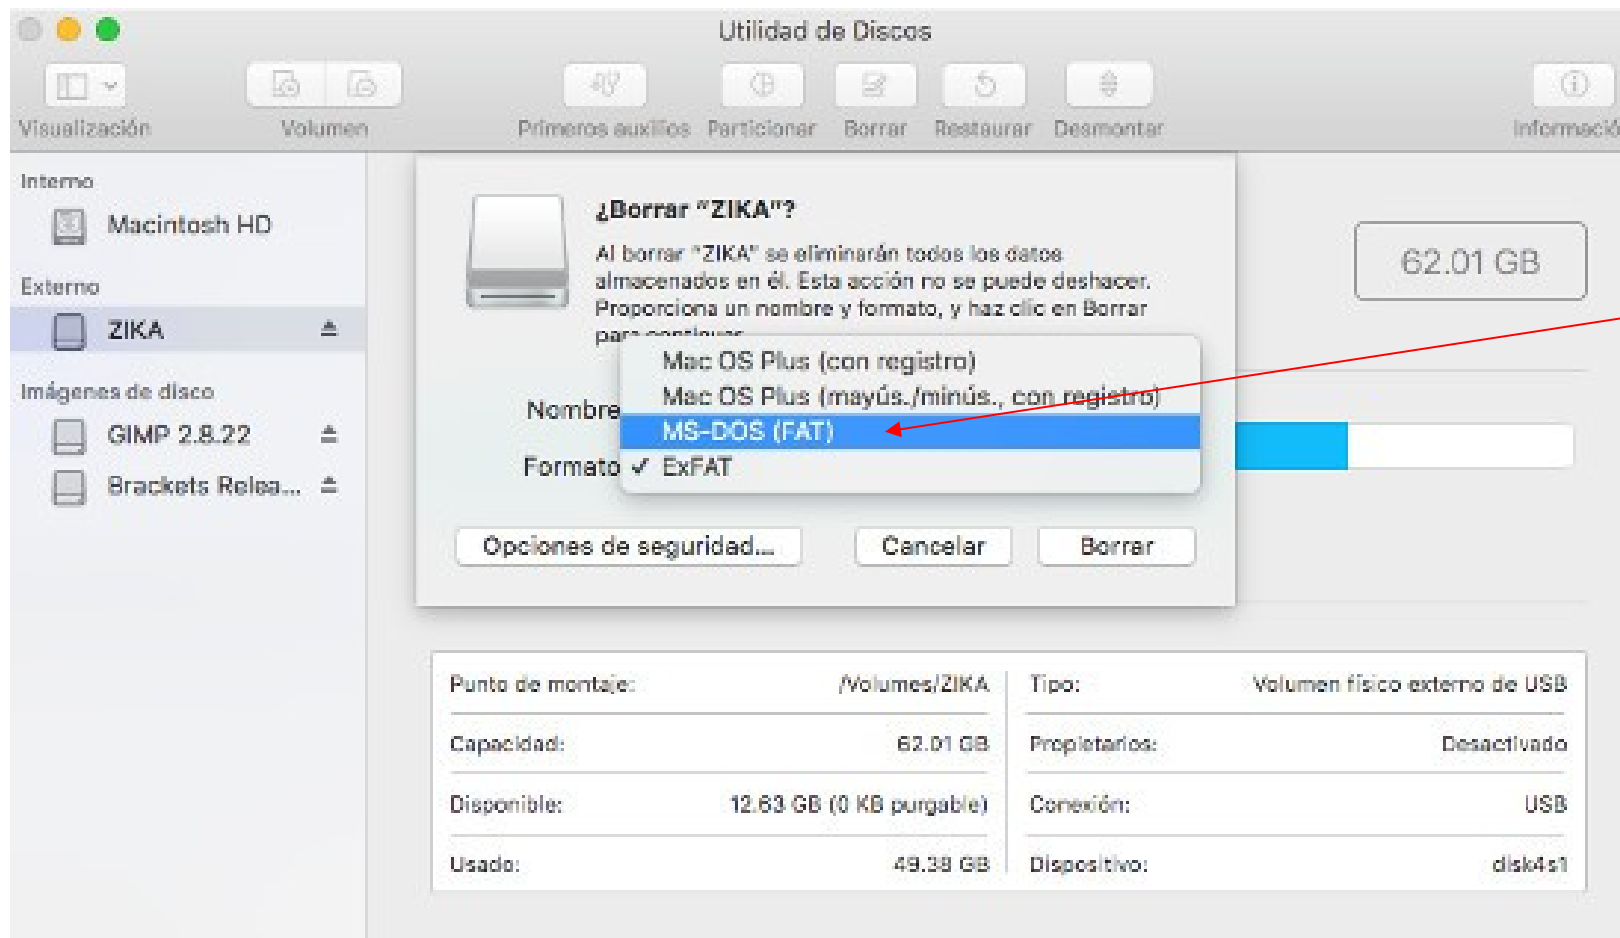 Utilidad de Discos
Visualización
Volumen
Primeros auxilios
Particionar
Borrar
Restaurar
Desmontar
Informació
Interno
Macintosh HD
Externo
ZIKA
Imágenes de disco
GIMP 2.8.22
Brackets Relea...
¿Borrar "ZIKA"?
Al borrar "ZIKA" se eliminarán todos los datos
almacenados en él. Esta acción no se puede deshacer.
Proporciona un nombre y formato, y haz clic en Borrar
para continuar.
Nombre
Formato
Mac OS Plus (con registro)
Mac OS Plus (mayús./minús., con registro)
MS-DOS (FAT)
✓ ExFAT
Opciones de seguridad...
Cancelar
Borrar
62.01 GB
Punto de montaje: /Volumes/ZIKA
Capacidad: 62.01 GB
Disponible: 12.63 GB (0 KB purgable)
Usado: 49.38 GB
Tipo: Volumen físico externo de USB
Propietarios: Desactivado
Conexión: USB
Dispositivo: disk4s1